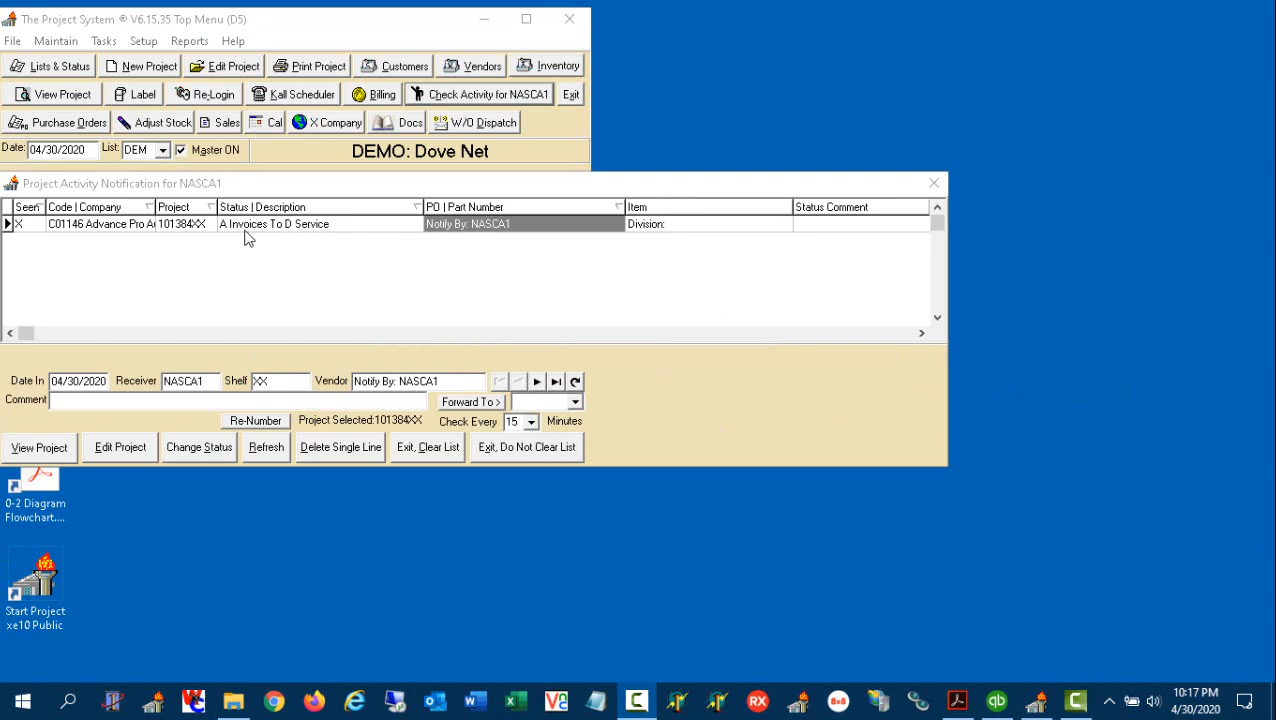 The Project System ® V6.15.35 Top Menu (D5)
File Maintain Tasks Setup Reports Help
Lists & Status New Project Edit Project Print Project Customers Vendors Inventory
View Project Label Re-Login Kall Scheduler Billing Check Activity for NASCA1 Exit
Purchase Orders Adjust Stock Sales Cal X Company Docs W/O Dispatch
Date: 04/30/2020 List: DEM Master ON DEMO: Dove Net
Project Activity Notification for NASCA1
Seen Code | Company Project Status | Description PO | Part Number Item Status Comment
X C01146 Advance Pro 101384XX A Invoices To D Service Notify By: NASCA1 Division:
Date In 04/30/2020 Receiver NASCA1 Shelf XX Vendor Notify By: NASCA1
Comment Forward To >
Re-Number Project Selected:101384XX Check Every 15 Minutes
View Project Edit Project Change Status Refresh Delete Single Line Exit, Clear List Exit, Do Not Clear List
0-2 Diagram
Flowchart....
Start Project
xe10 Public
10:17 PM
4/30/2020